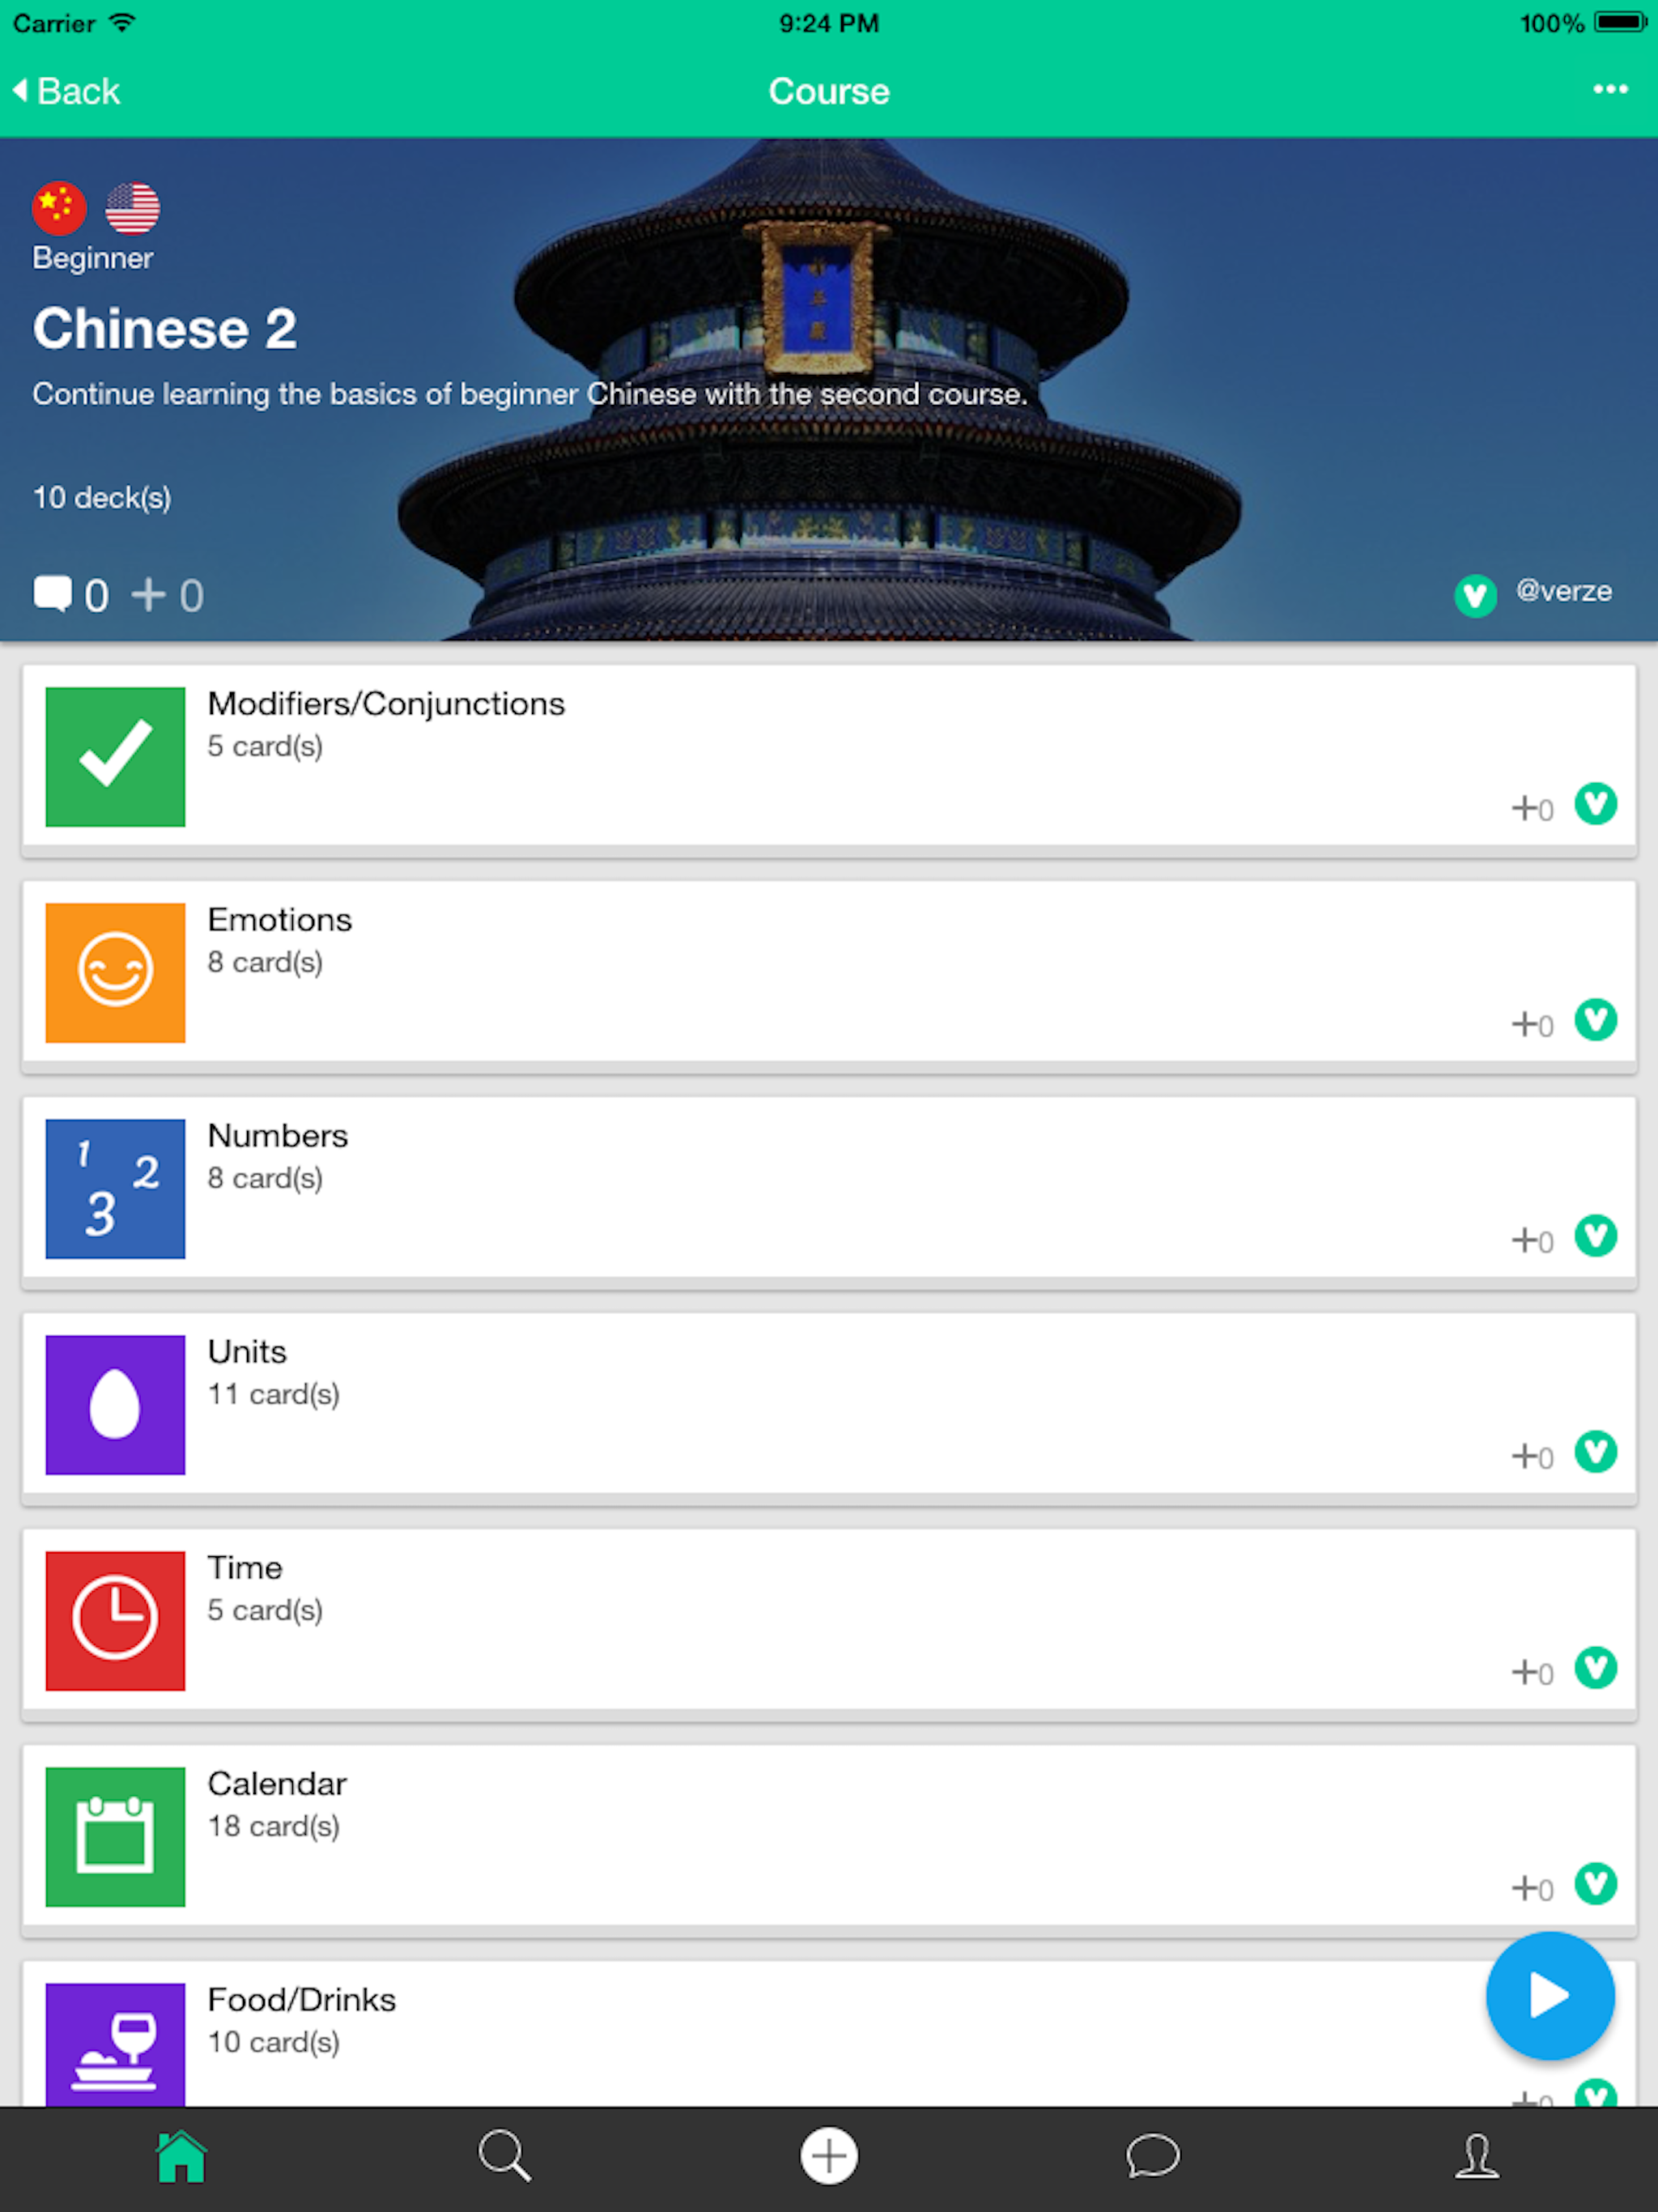 Carrier 9:24 PM 100%
Back Course
Beginner
Chinese 2
Continue learning the basics of beginner Chinese with the second course.
10 deck(s)
0 + 0 @verze
Modifiers/Conjunctions
5 card(s)
+0
Emotions
8 card(s)
+0
1 2 3
Numbers
8 card(s)
+0
Units
11 card(s)
+0
Time
5 card(s)
+0
Calendar
18 card(s)
+0
Food/Drinks
10 card(s)
+0